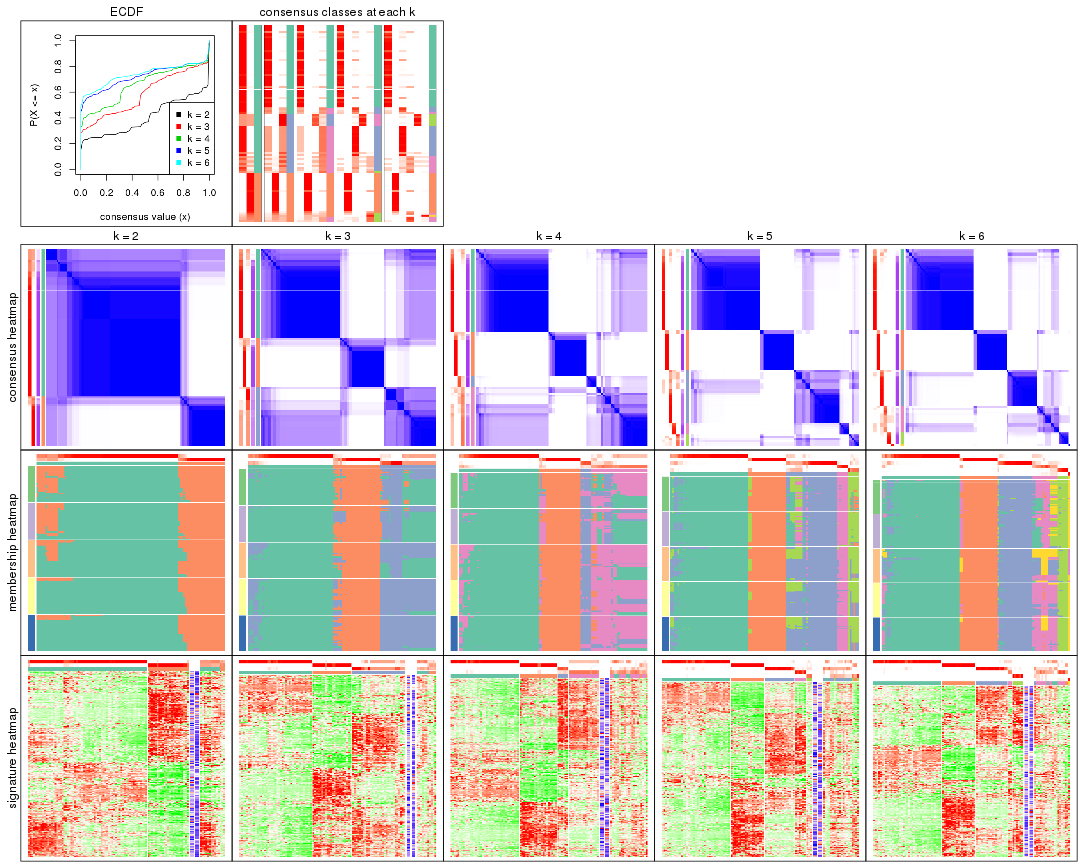 ECDF
consensus classes at each k
P(X <= x)
0.0 0.2 0.4 0.6 0.8 1.0
k = 2
k = 3
k = 4
k = 5
k = 6
0.0 0.2 0.4 0.6 0.8 1.0
consensus value (x)
k = 2 k = 3 k = 4 k = 5 k = 6
consensus heatmap
membership heatmap
signature heatmap